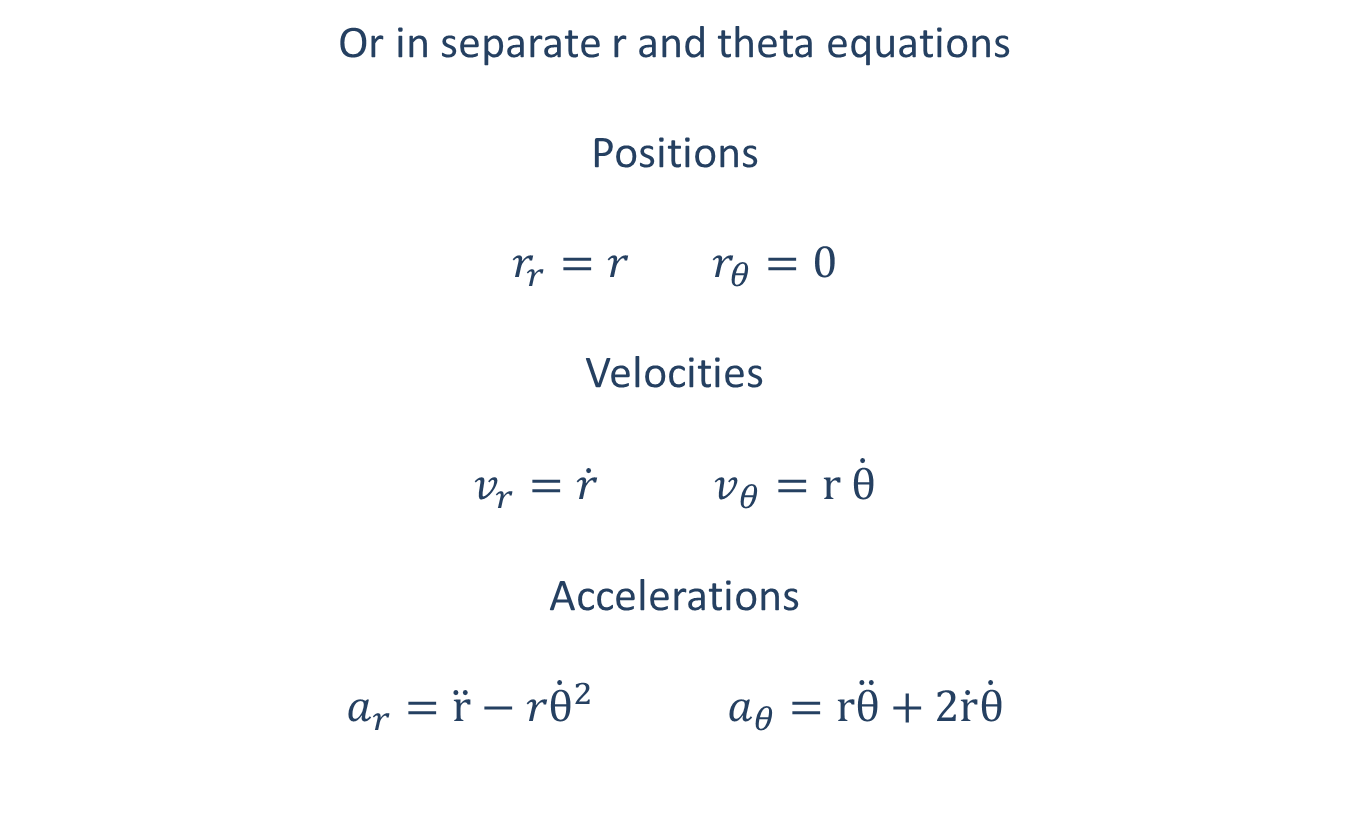 Or in separate r and theta equations
Positions
r_r = r r_θ = 0
Velocities
v_r = ṙ v_θ = r θ̇
Accelerations
a_r = r̈ − rθ̇² a_θ = rθ̈ + 2ṙθ̇